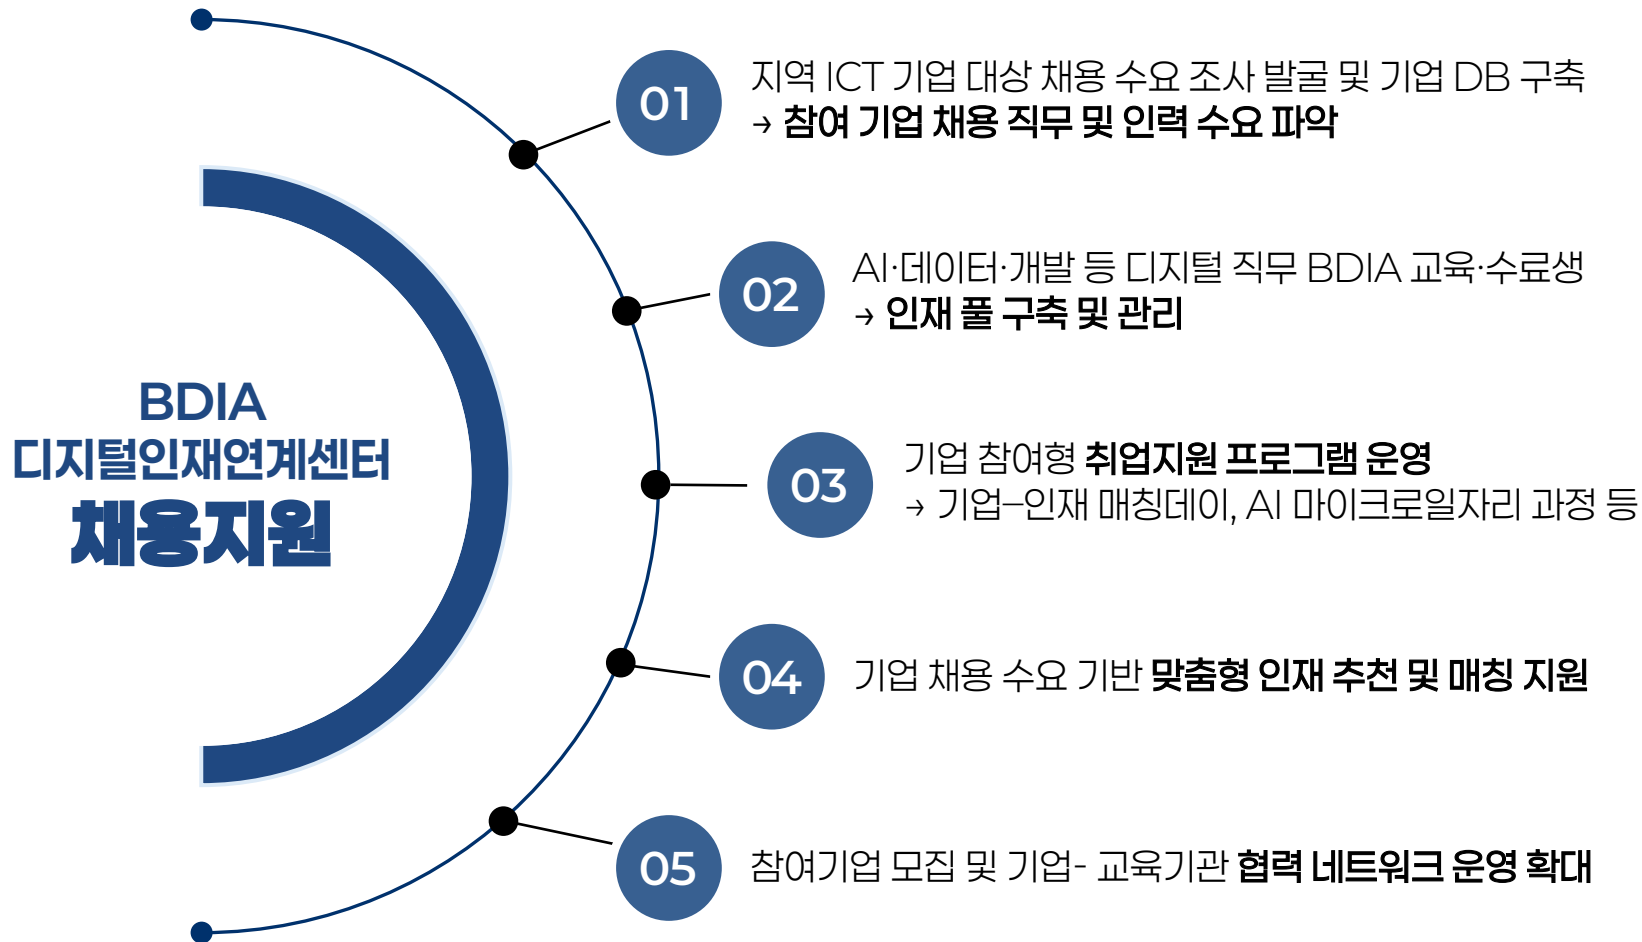 BDIA
디지털인재연계센터
채용지원
01
지역 ICT 기업 대상 채용 수요 조사 발굴 및 기업 DB 구축
→ 참여 기업 채용 직무 및 인력 수요 파악
02
AI·데이터·개발 등 디지털 직무 BDIA 교육·수료생
→ 인재 풀 구축 및 관리
03
기업 참여형 취업지원 프로그램 운영
→ 기업–인재 매칭데이, AI 마이크로일자리 과정 등
04
기업 채용 수요 기반 맞춤형 인재 추천 및 매칭 지원
05
참여기업 모집 및 기업- 교육기관 협력 네트워크 운영 확대